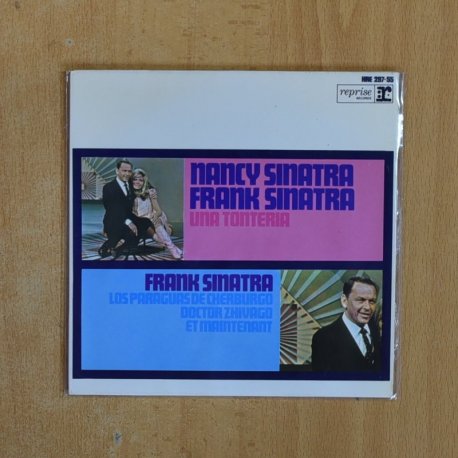 HRE 297-55
reprise
RECORDS
R
NANCY SINATRA
FRANK SINATRA
UNA TONTERIA
FRANK SINATRA
LOS PARAGUAS DE CHERBURGO
DOCTOR ZHIVAGO
ET MAINTENANT